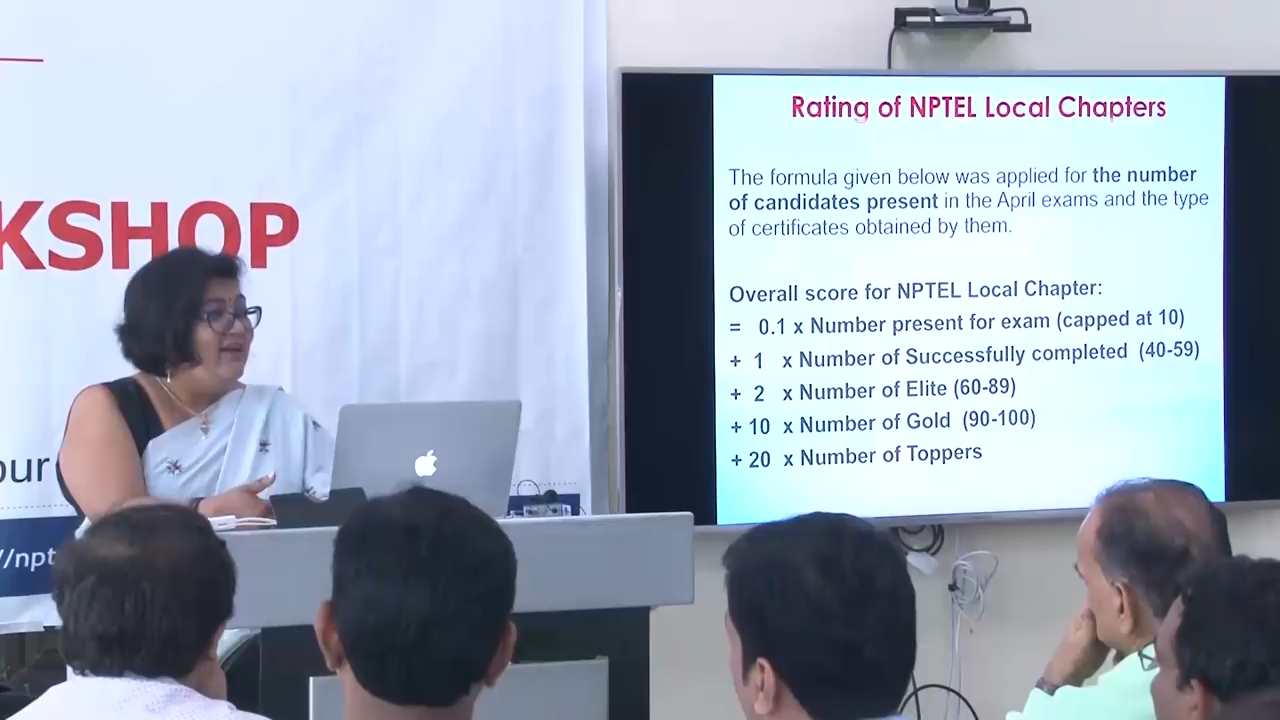 KSHOP
pur
//npt
Rating of NPTEL Local Chapters
The formula given below was applied for the number
of candidates present in the April exams and the type
of certificates obtained by them.
Overall score for NPTEL Local Chapter:
= 0.1 x Number present for exam (capped at 10)
+ 1 x Number of Successfully completed (40-59)
+ 2 x Number of Elite (60-89)
+ 10 x Number of Gold (90-100)
+ 20 x Number of Toppers